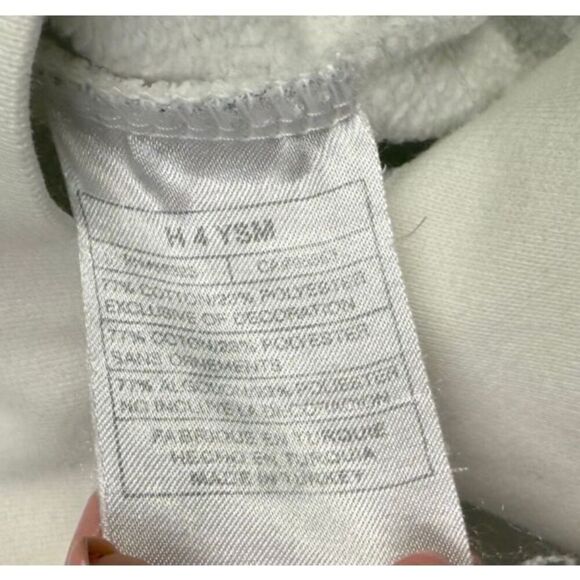 H 4 YSM
77% COTTON/23% POLYESTER
EXCLUSIVE OF DECORATION
77% COTON/23% POLYESTER
SANS ORNEMENTS
77% ALGODON/23% POLIESTER
NO INCLUYE LA DECORACION
FABRIQUE EN TURQUIE
HECHO EN TURQUIA
MADE IN TURKEY